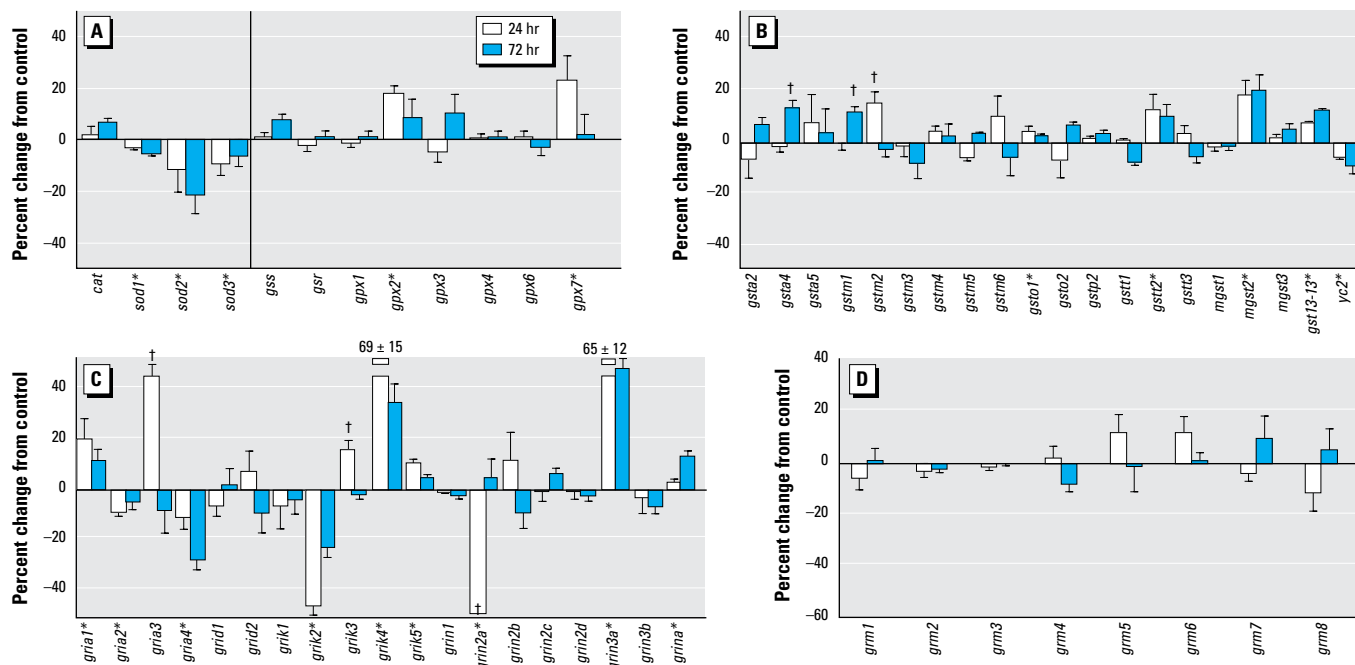 A
24 hr
72 hr
Percent change from control
40
20
0
–20
–40
cat
sod1*
sod2*
sod3*
gss
gsr
gpx1
gpx2*
gpx3
gpx4
gpx6
gpx7*
B
Percent change from control
40
20
0
–20
–40
† † †
gsta2
gsta4
gsta5
gstm1
gstm2
gstm3
gstm4
gstm5
gstm6
gsto1*
gsto2
gstp2
gstt1
gstt2*
gstt3
mgst1
mgst2*
mgst3
gst13-13*
yc2*
C
69 ± 15
65 ± 12
Percent change from control
40
20
0
–20
–40
†
†
†
gria1*
gria2*
gria3
gria4*
grid1
grid2
grik1
grik2*
grik3
grik4*
grik5*
grin1
grin2a*
grin2b
grin2c
grin2d
grin3a*
grin3b
grina*
D
Percent change from control
40
20
0
–20
–40
–60
grm1
grm2
grm3
grm4
grm5
grm6
grm7
grm8